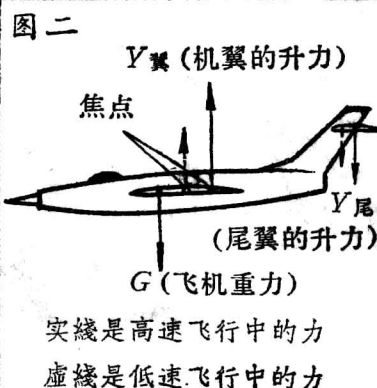 图二
Y翼(机翼的升力)
焦点
Y尾
(尾翼的升力)
G(飞机重力)
实綫是高速飞行中的力
虛綫是低速飞行中的力